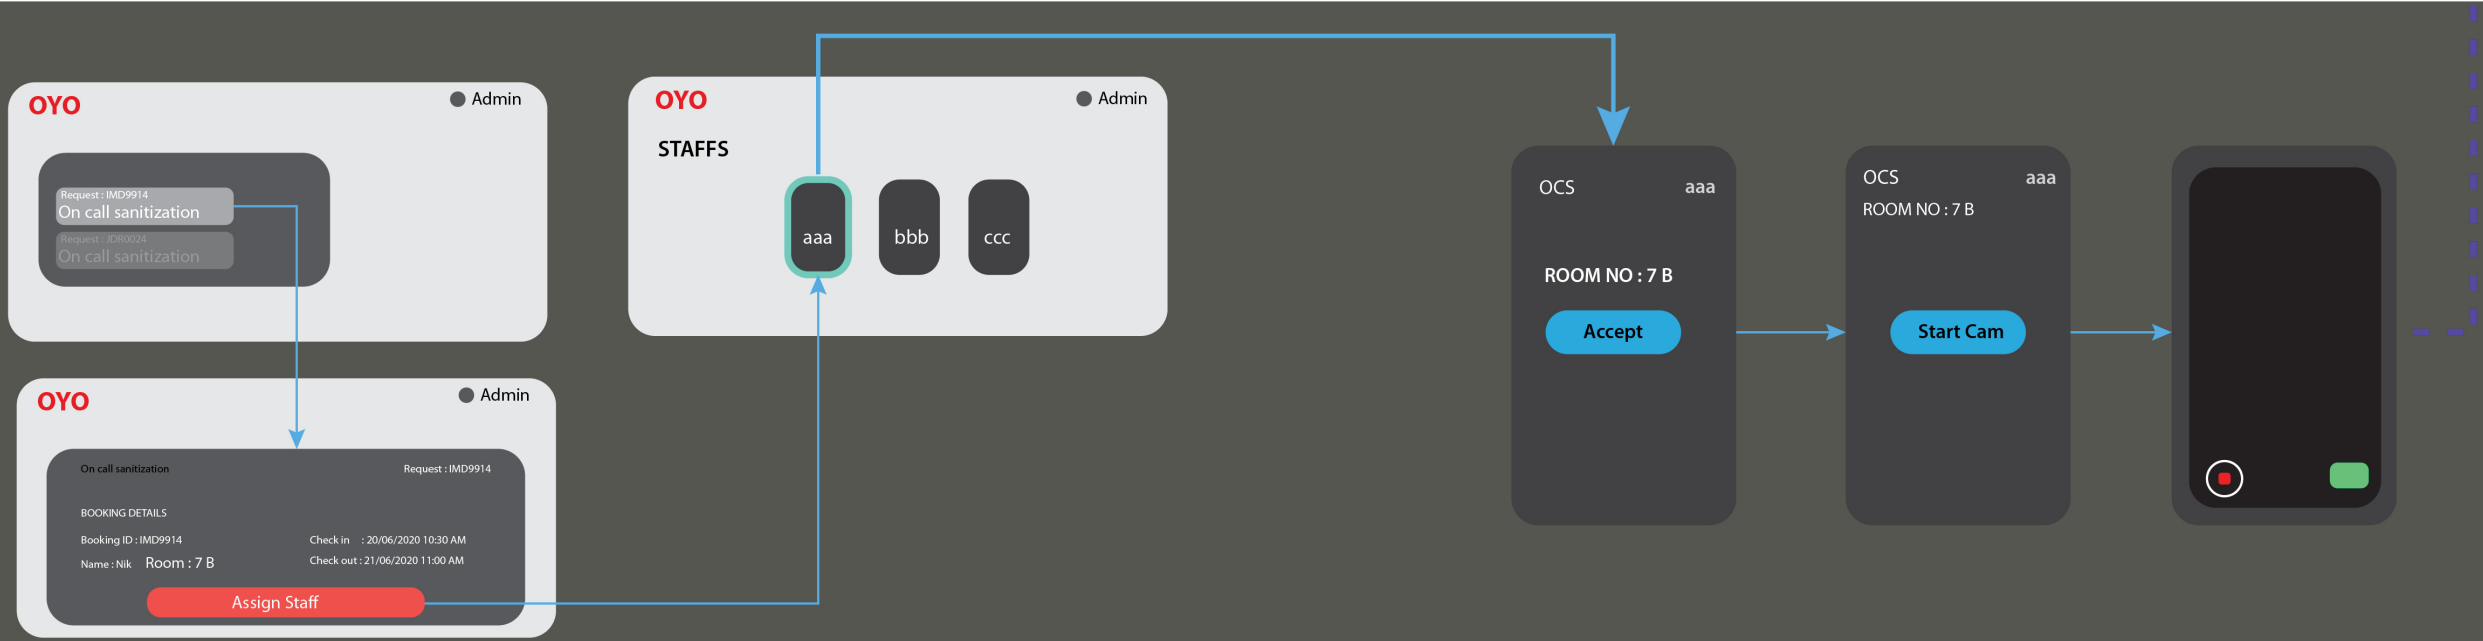 OYO
Admin
Request : IMD9914
On call sanitization
Request : JDR0024
On call sanitization
OYO
Admin
On call sanitization
Request : IMD9914
BOOKING DETAILS
Booking ID : IMD9914
Check in : 20/06/2020 10:30 AM
Name : Nik
Room : 7 B
Check out : 21/06/2020 11:00 AM
Assign Staff
OYO
Admin
STAFFS
aaa
bbb
ccc
OCS
aaa
ROOM NO : 7 B
Accept
OCS
aaa
ROOM NO : 7 B
Start Cam